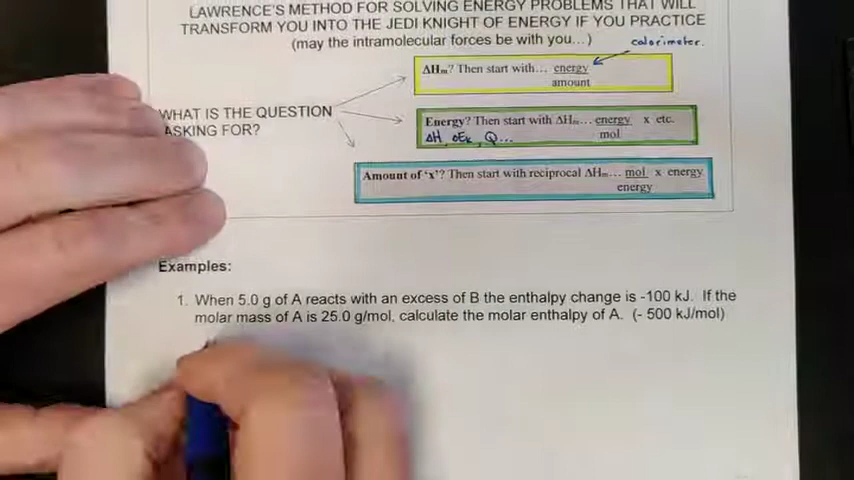 LAWRENCE'S METHOD FOR SOLVING ENERGY PROBLEMS THAT WILL
TRANSFORM YOU INTO THE JEDI KNIGHT OF ENERGY IF YOU PRACTICE
(may the intramolecular forces be with you...)
calorimeter.
ΔHm? Then start with... energy
amount
WHAT IS THE QUESTION
ASKING FOR?
Energy? Then start with ΔHm... energy x etc.
mol
ΔH, ΔEk, Q...
Amount of 'x'? Then start with reciprocal ΔHm... mol x energy
energy
Examples:
1. When 5.0 g of A reacts with an excess of B the enthalpy change is -100 kJ. If the
molar mass of A is 25.0 g/mol, calculate the molar enthalpy of A. (- 500 kJ/mol)